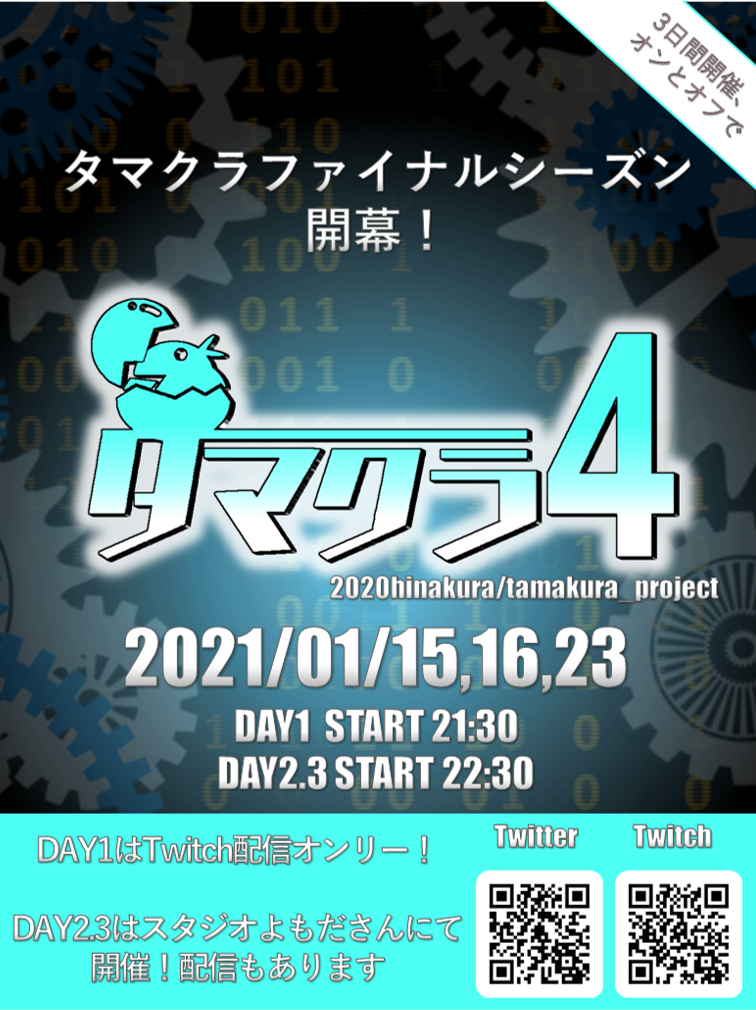 3日間開催、
オンとオフで
タマクラファイナルシーズン
開幕！
タマクラ4
2020hinakura/tamakura_project
2021/01/15,16,23
DAY1 START 21:30
DAY2.3 START 22:30
DAY1はTwitch配信オンリー！
DAY2.3はスタジオよもださんにて
開催！配信もあります
Twitter
Twitch